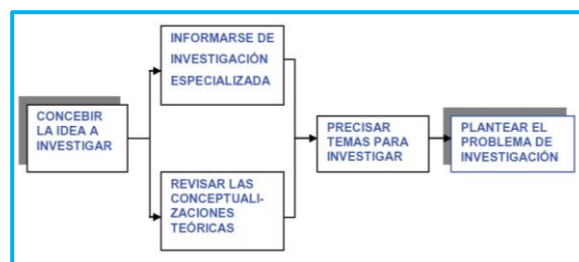 CONCEBIR
LA IDEA A
INVESTIGAR
INFORMARSE DE
INVESTIGACIÓN
ESPECIALIZADA
REVISAR LAS
CONCEPTUALI-
ZACIONES
TEÓRICAS
PRECISAR
TEMAS PARA
INVESTIGAR
PLANTEAR EL
PROBLEMA DE
INVESTIGACIÓN